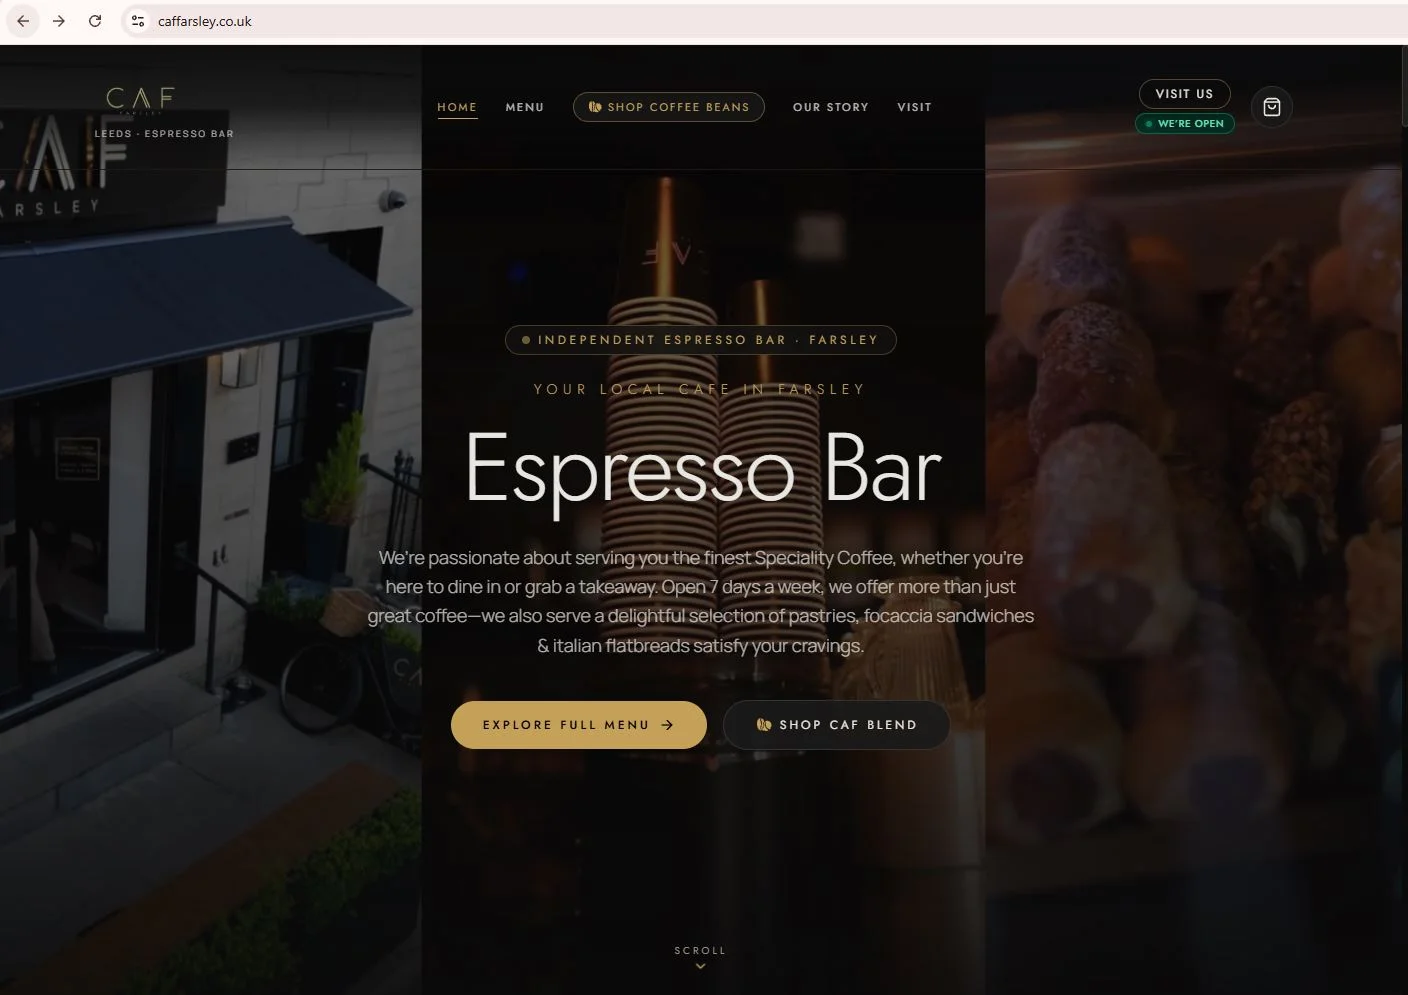 caffarsley.co.uk
CAF
FARSLEY
LEEDS - ESPRESSO BAR
HOME
MENU
SHOP COFFEE BEANS
OUR STORY
VISIT
VISIT US
WE'RE OPEN
CAF
ARSLEY
INDEPENDENT ESPRESSO BAR · FARSLEY
YOUR LOCAL CAFE IN FARSLEY
Espresso Bar
We're passionate about serving you the finest Speciality Coffee, whether you're
here to dine in or grab a takeaway. Open 7 days a week, we offer more than just
great coffee—we also serve a delightful selection of pastries, focaccia sandwiches
& italian flatbreads satisfy your cravings.
EXPLORE FULL MENU →
SHOP CAF BLEND
SCROLL